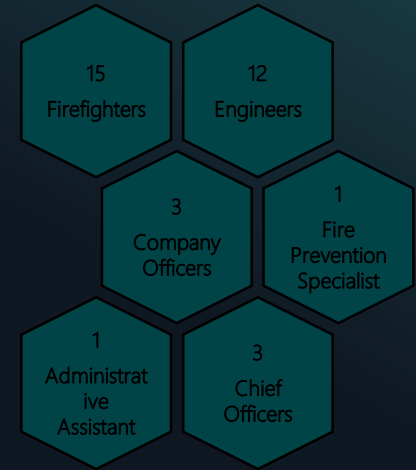 15
Firefighters
12
Engineers
3
Company
Officers
1
Fire
Prevention
Specialist
1
Administrat
ive
Assistant
3
Chief
Officers